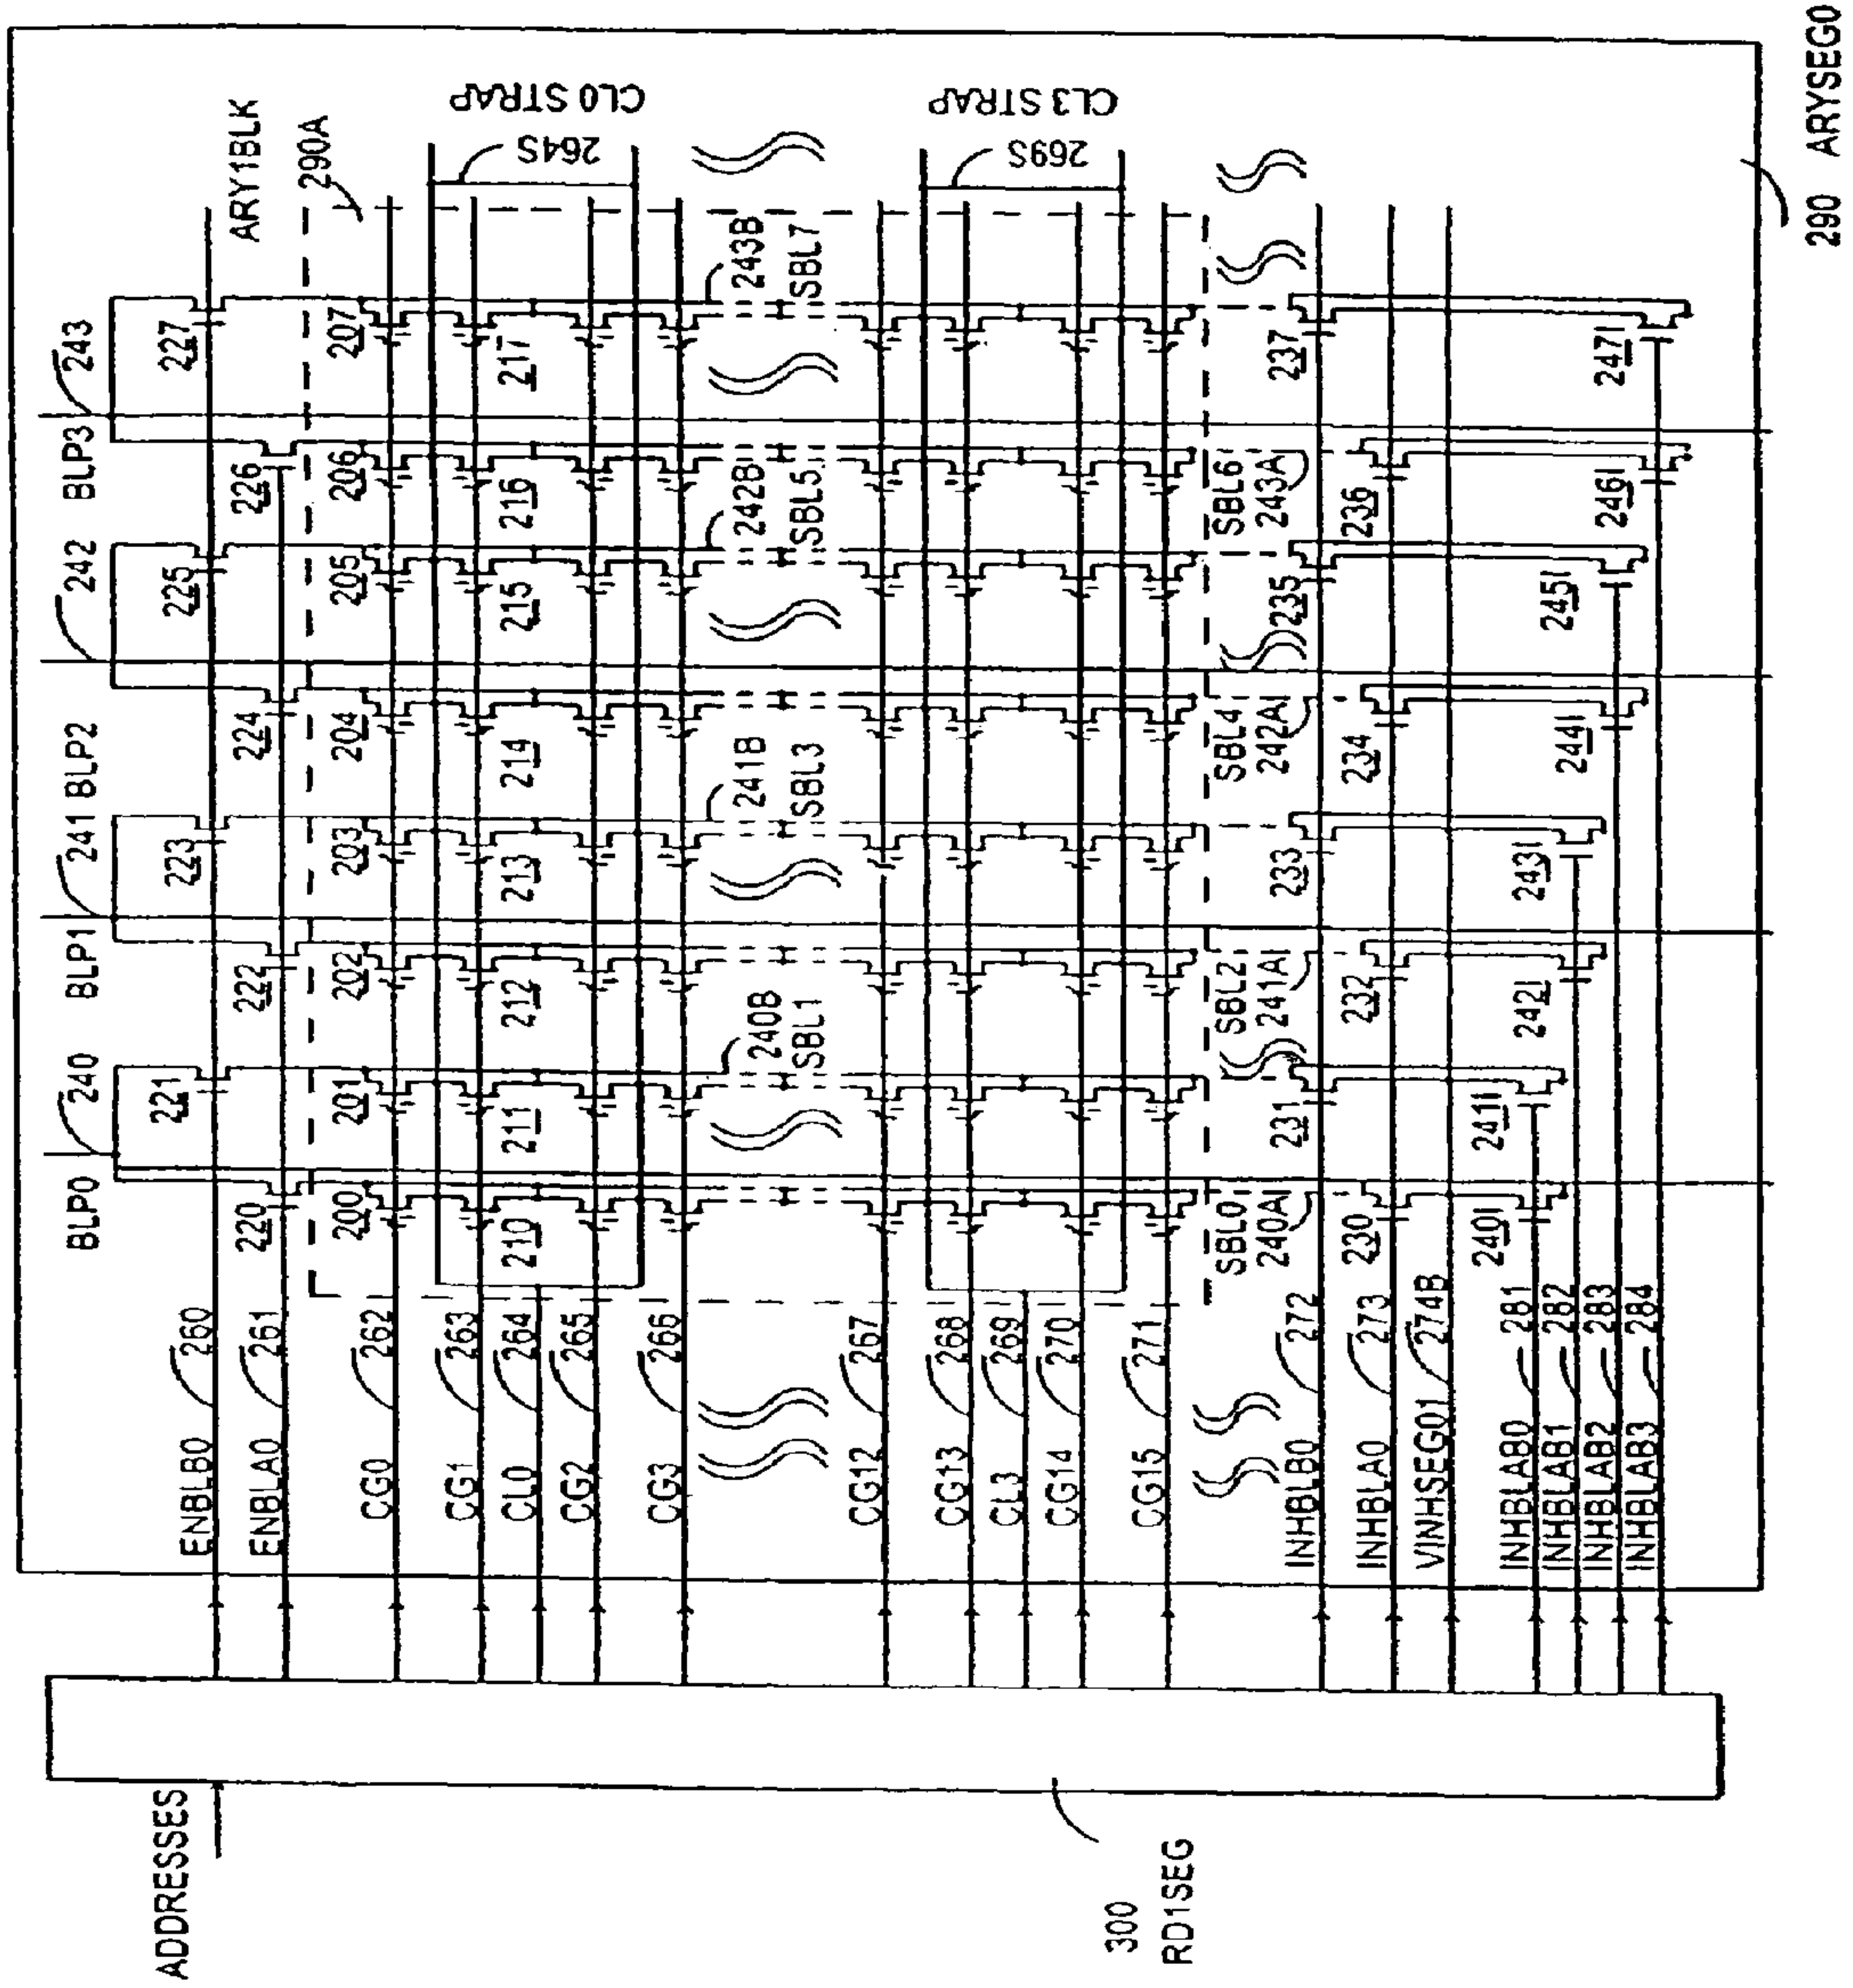 ADDRESSES
300
RD1SEG
290 ARYSEG0
BLP0 240
BLP1 241
BLP2 242
BLP3 243
ARY1BLK
290A
CL0 STRAP
264S
CL3 STRAP
269S
ENBLB0 260
ENBLA0 261
CG0 262
CG1 263
CL0 264
CG2 265
CG3 266
CG12 267
CG13 268
CL3 269
CG14 270
CG15 271
INHBLB0 272
INHBLA0 273
VINHSEG01 274B
INHBLAB0 281
INHBLAB1 282
INHBLAB2 283
INHBLAB3 284
221 223 225 227
220 222 224 226
200 201 202 203 204 205 206 207
210 211 212 213 214 215 216 217
240B 241B 242B 243B
SBL1 SBL3 SBL5 SBL7
SBL0 SBL2 SBL4 SBL6
240A 241A 242A 243A
231 233 235 237
230 232 234 236
240I 241I
242I 243I
244I 245I
246I 247I